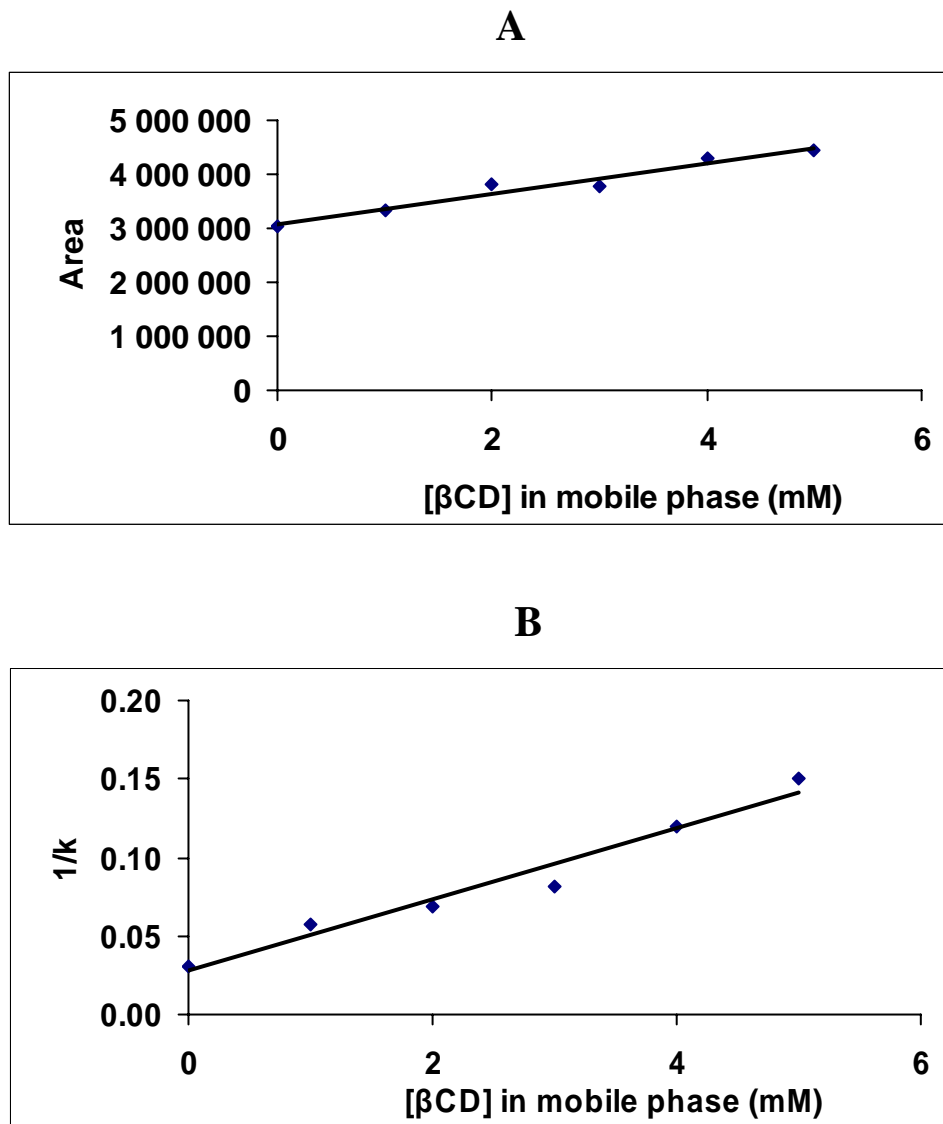 A
5 000 000
4 000 000
3 000 000
2 000 000
1 000 000
0
Area
0 2 4 6
[βCD] in mobile phase (mM)
B
0.20
0.15
0.10
0.05
0.00
1/k
0 2 4 6
[βCD] in mobile phase (mM)